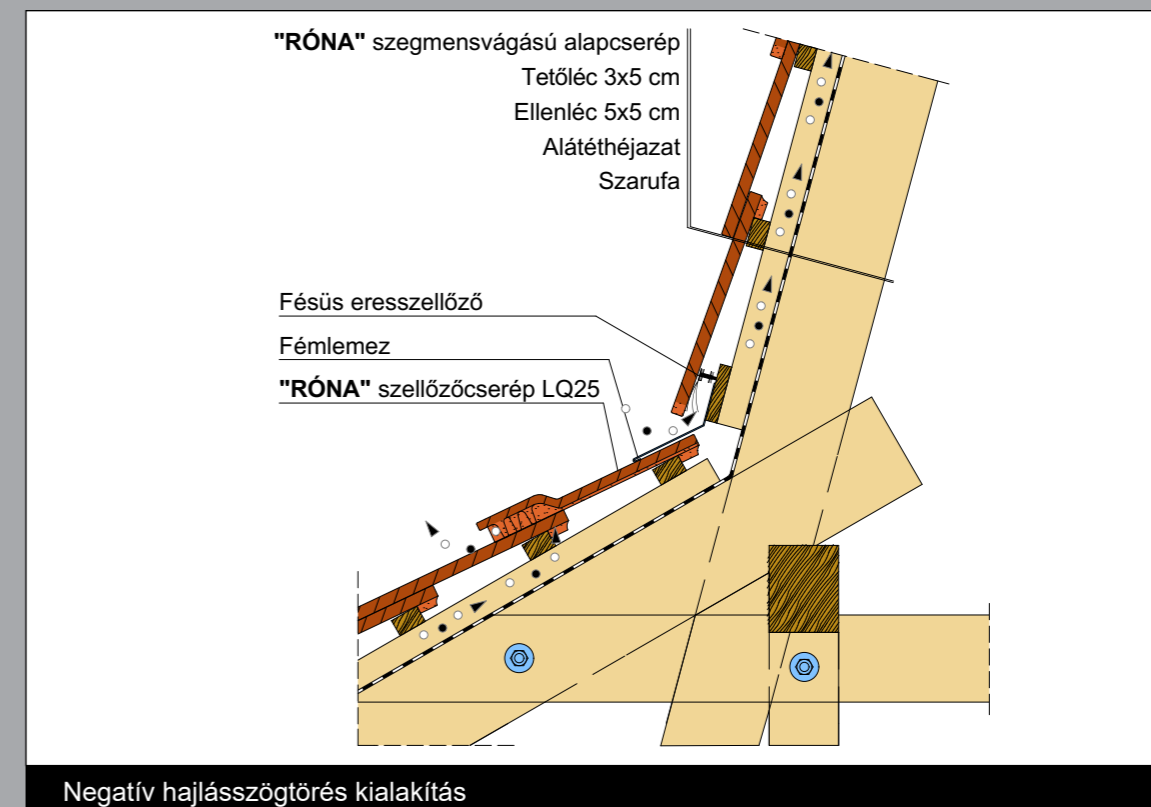 "RÓNA" szegmensvágású alapcserép
Tetőléc 3x5 cm
Ellenléc 5x5 cm
Alátéthéjazat
Szarufa
Fésüs eresszellőző
Fémlemez
"RÓNA" szellőzőcserép LQ25
Negatív hajlásszögtörés kialakítás